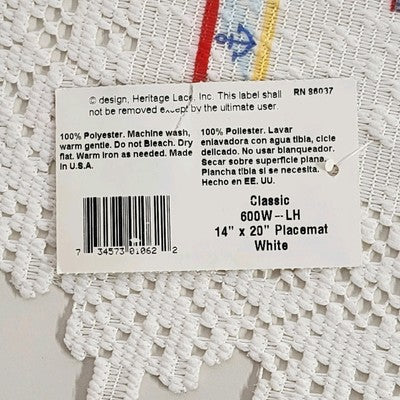 © design, Heritage Lace, Inc. This label shall RN 86037
not be removed except by the ultimate user.
100% Polyester. Machine wash,
warm gentle. Do not Bleach. Dry
flat. Warm iron as needed. Made
in U.S.A.
100% Poliester. Lavar
enlavadora con agua tibia, cicle
delicado. No usar blanqueador.
Secar sobre superficie plana.
Plancha tibia si se necesita.
Hecho en EE. UU.
7 34573 01062 2
Classic
600W--LH
14" x 20" Placemat
White